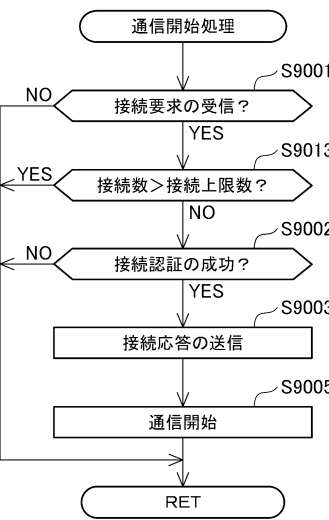 通信開始処理
S9001
接続要求の受信？
NO
YES
S9013
接続数＞接続上限数？
YES
NO
S9002
接続認証の成功？
NO
YES
S9003
接続応答の送信
S9005
通信開始
RET